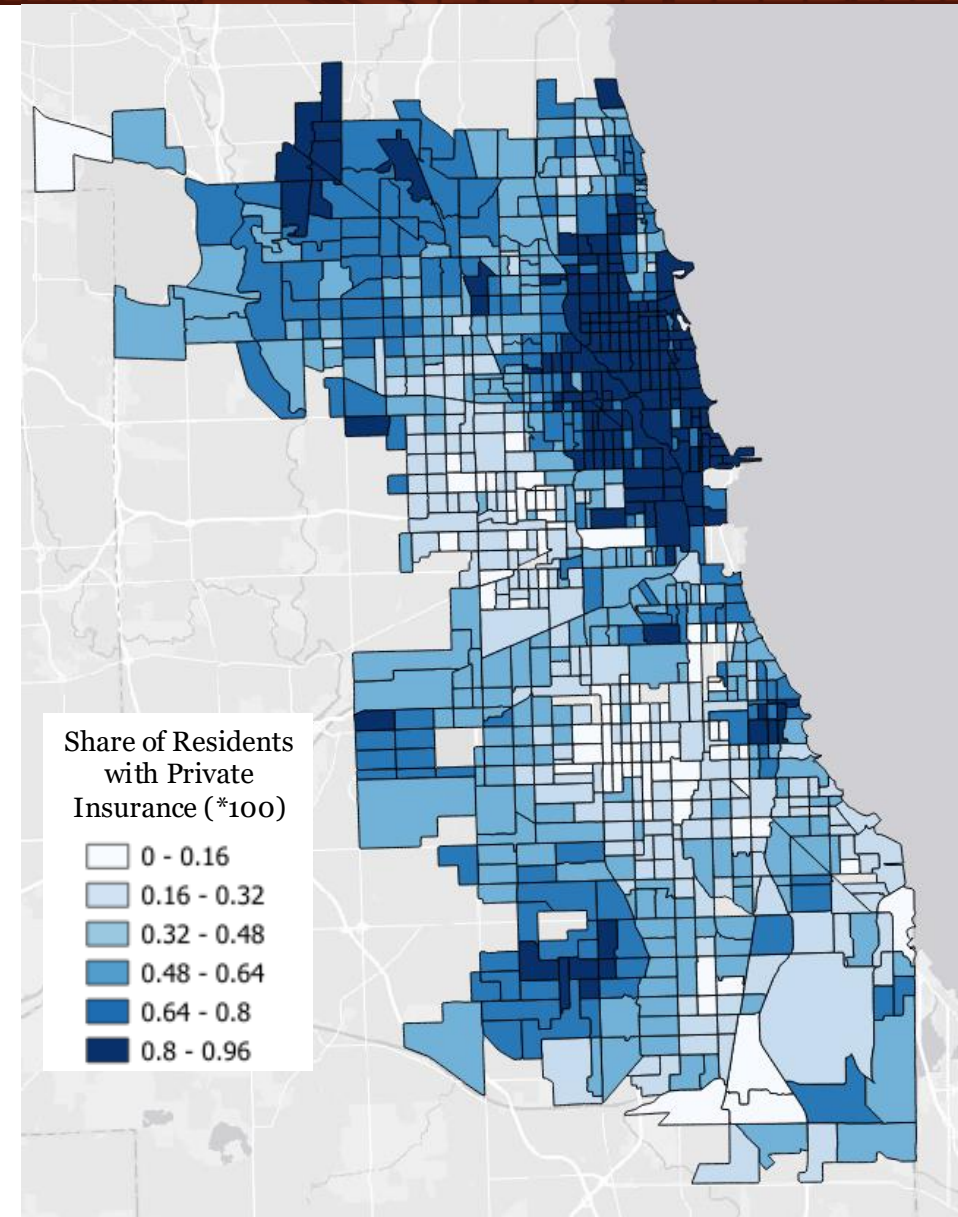 Share of Residents
with Private
Insurance (*100)
0 - 0.16
0.16 - 0.32
0.32 - 0.48
0.48 - 0.64
0.64 - 0.8
0.8 - 0.96